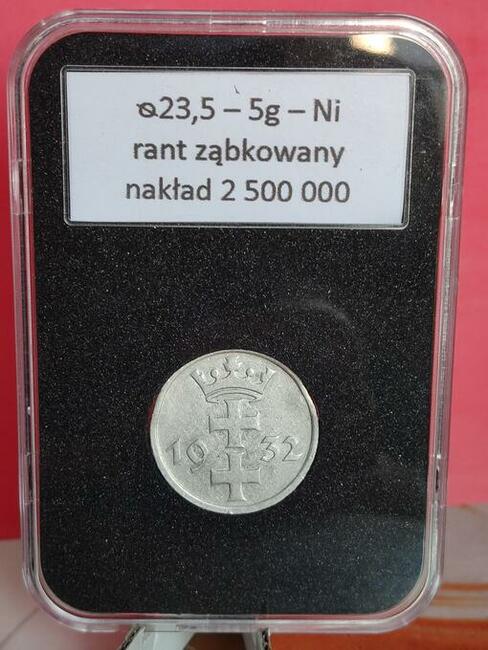 ⌀23,5 – 5g – Ni
rant ząbkowany
nakład 2 500 000
19 32